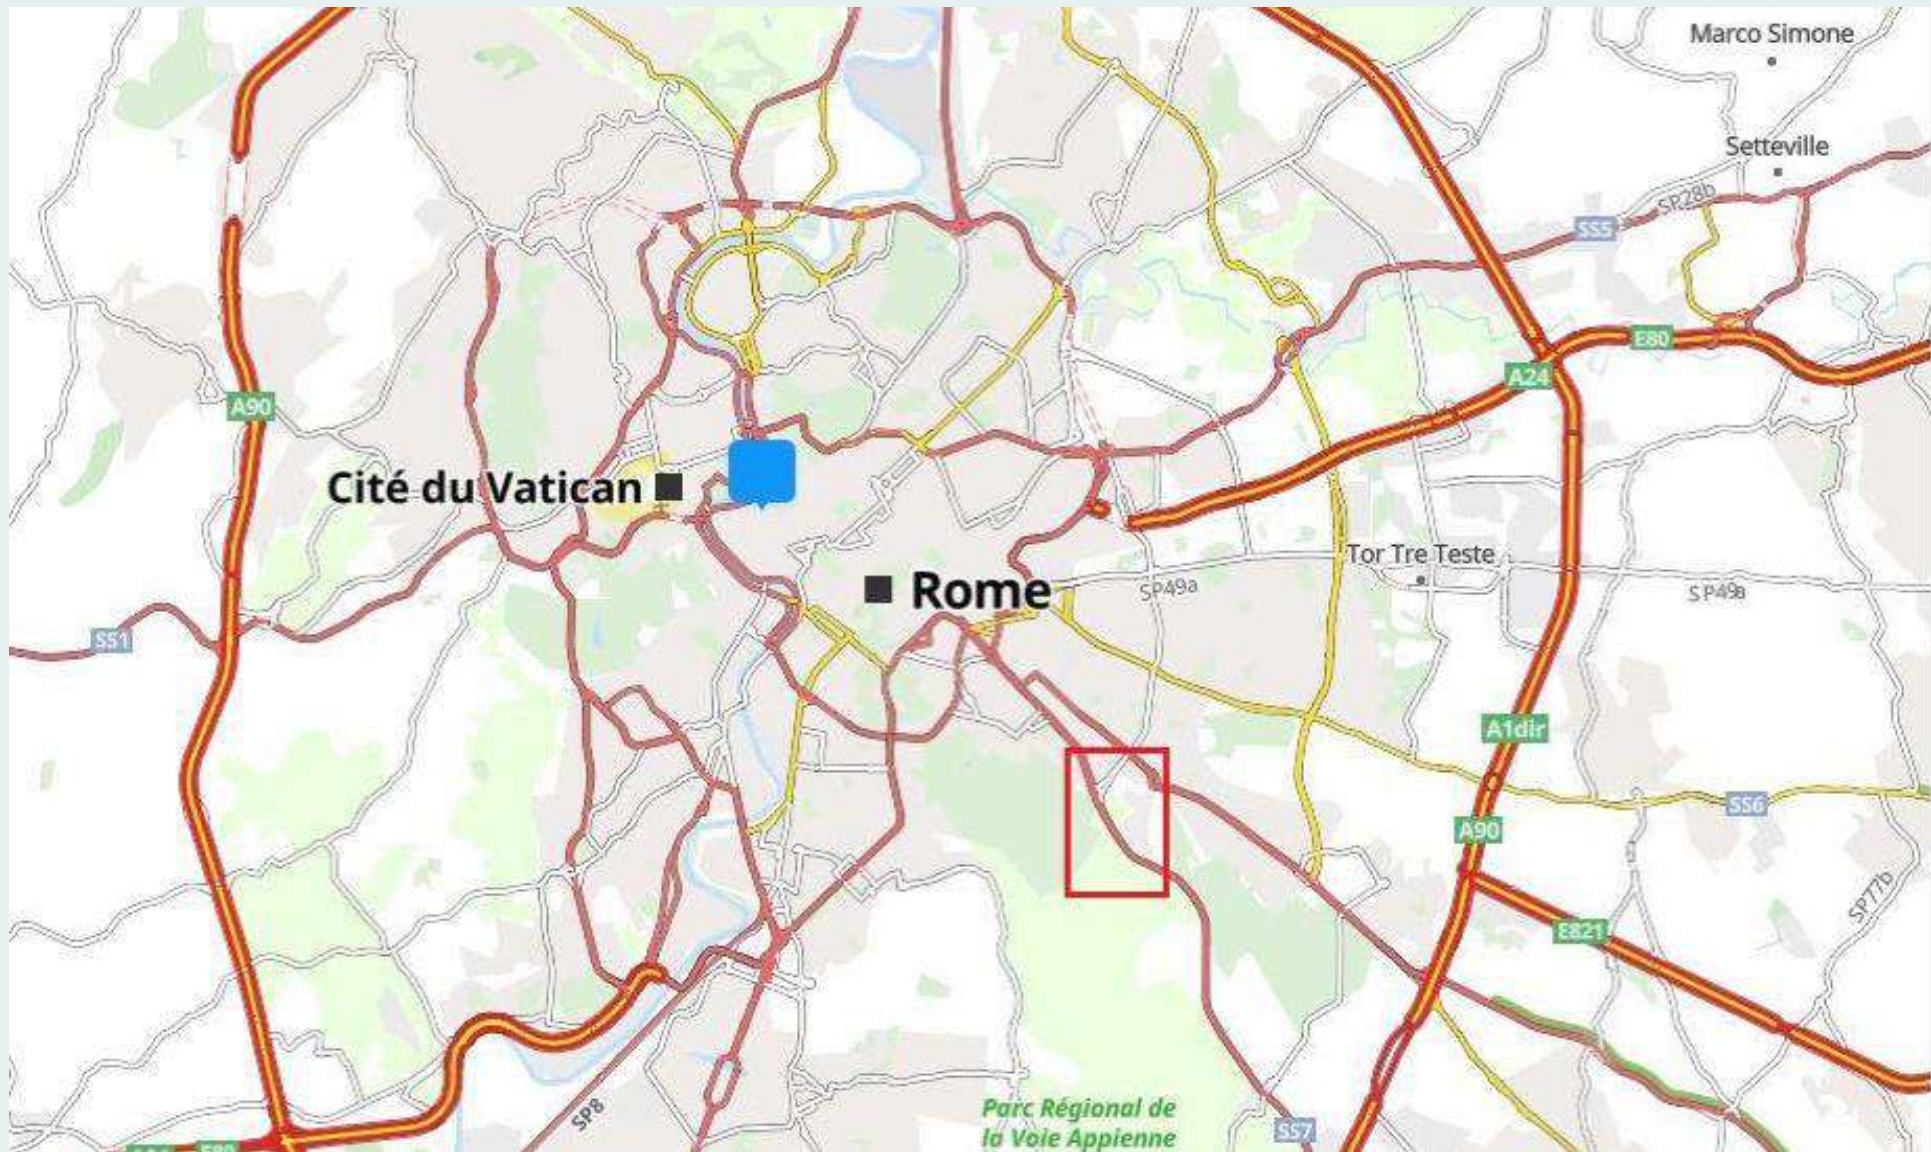 Marco Simone
Setteville
SP28b
SS5
E80
A24
A90
Cité du Vatican
Tor Tre Teste
Rome
SP49a
SP49a
SS1
A1dir
SS6
A90
SP77b
E821
Parc Régional de
la Voie Appienne
SP8
SS7
E80